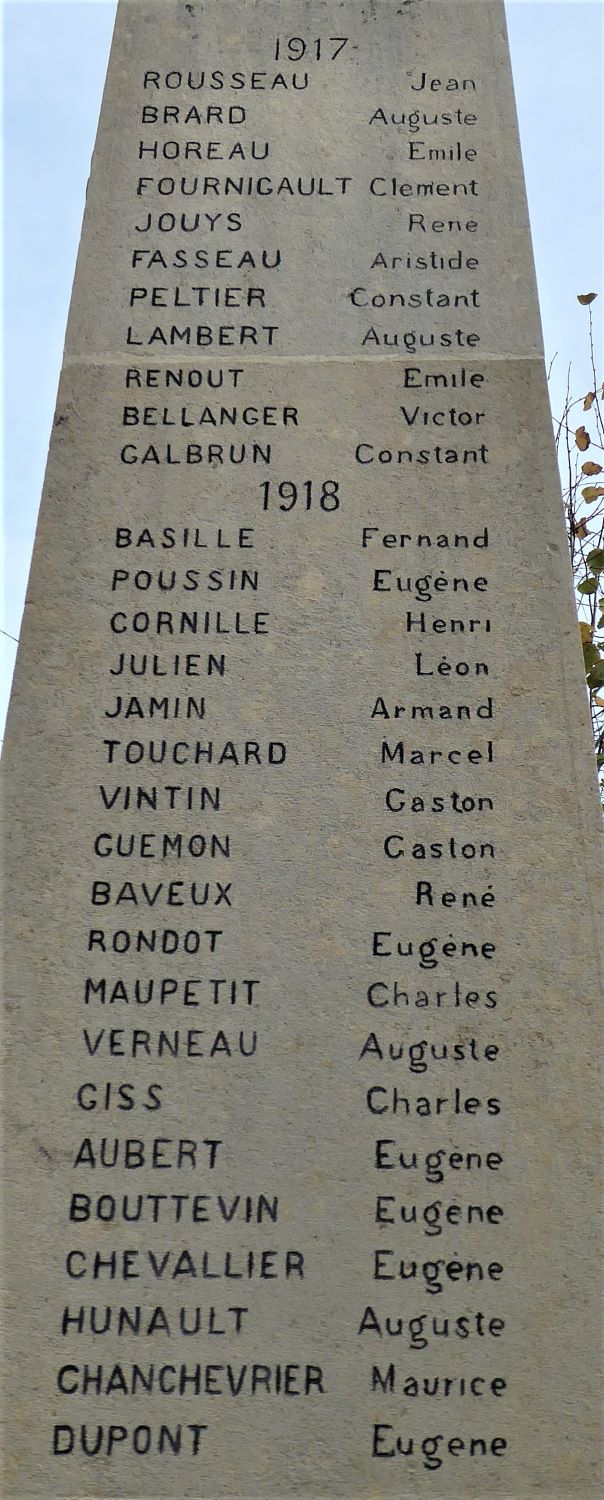 1917
ROUSSEAU Jean
BRARD Auguste
HOREAU Emile
FOURNIGAULT Clement
JOUYS Rene
FASSEAU Aristide
PELTIER Constant
LAMBERT Auguste
RENOUT Emile
BELLANGER Victor
GALBRUN Constant
1918
BASILLE Fernand
POUSSIN Eugène
CORNILLE Henri
JULIEN Lèon
JAMIN Armand
TOUCHARD Marcel
VINTIN Gaston
GUEMON Gaston
BAVEUX René
RONDOT Eugène
MAUPETIT Charles
VERNEAU Auguste
GISS Charles
AUBERT Eugene
BOUTTEVIN Eugene
CHEVALLIER Eugène
HUNAULT Auguste
CHANCHEVRIER Maurice
DUPONT Eugene